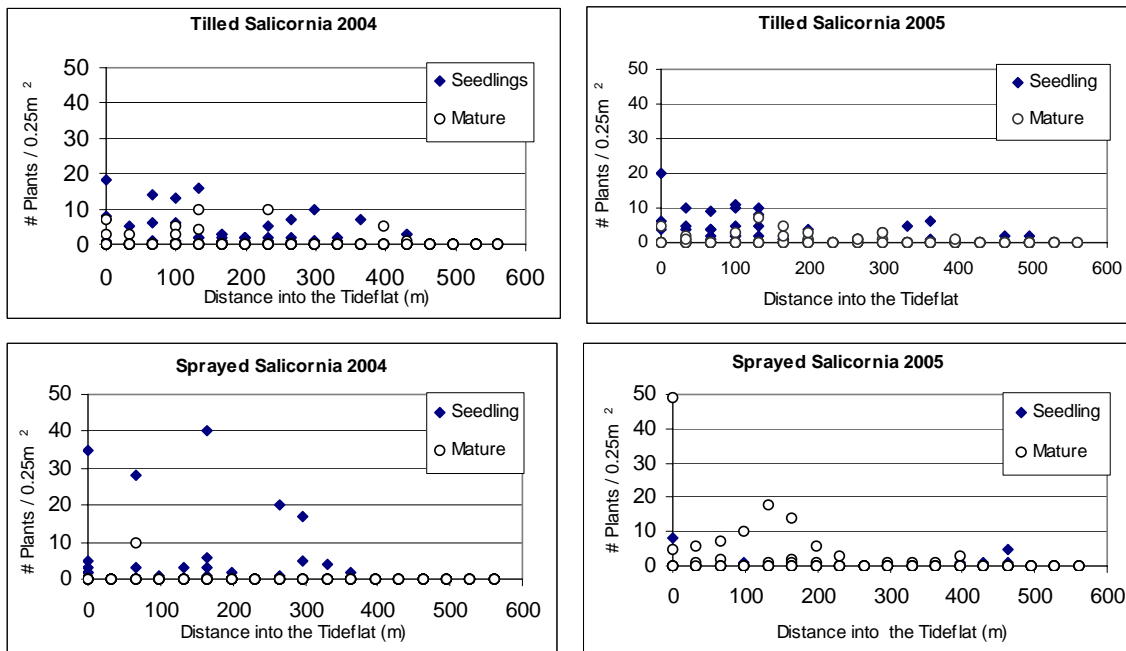 Tilled Salicornia 2004
# Plants / 0.25m ²
50
40
30
20
10
0
Seedlings
Mature
0 100 200 300 400 500 600
Distance into the Tideflat (m)
Tilled Salicornia 2005
# Plants / 0.25m ²
50
40
30
20
10
0
Seedling
Mature
0 100 200 300 400 500 600
Distance into the Tideflat
Sprayed Salicornia 2004
# Plants / 0.25m ²
50
40
30
20
10
0
Seedling
Mature
0 100 200 300 400 500 600
Distance into the Tideflat (m)
Sprayed Salicornia 2005
# Plants / 0.25m ²
50
40
30
20
10
0
Seedling
Mature
0 100 200 300 400 500 600
Distance into the Tideflat (m)